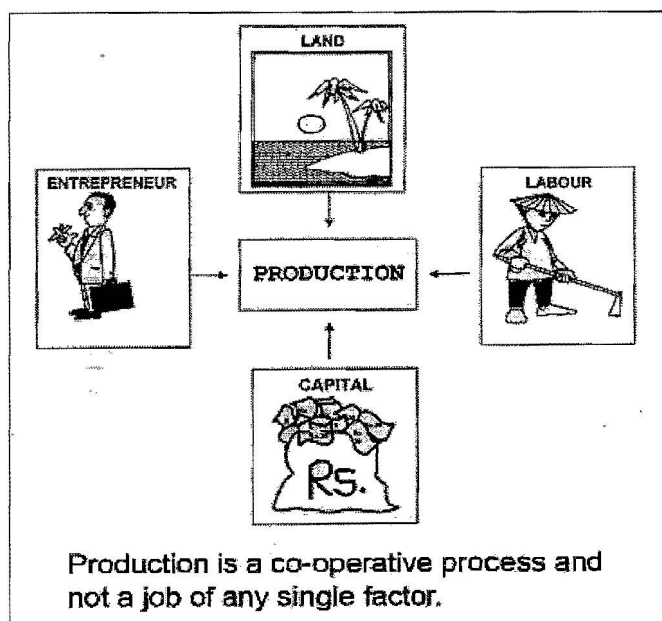 LAND
ENTREPRENEUR
LABOUR
PRODUCTION
CAPITAL
RS.
Production is a co-operative process and
not a job of any single factor.